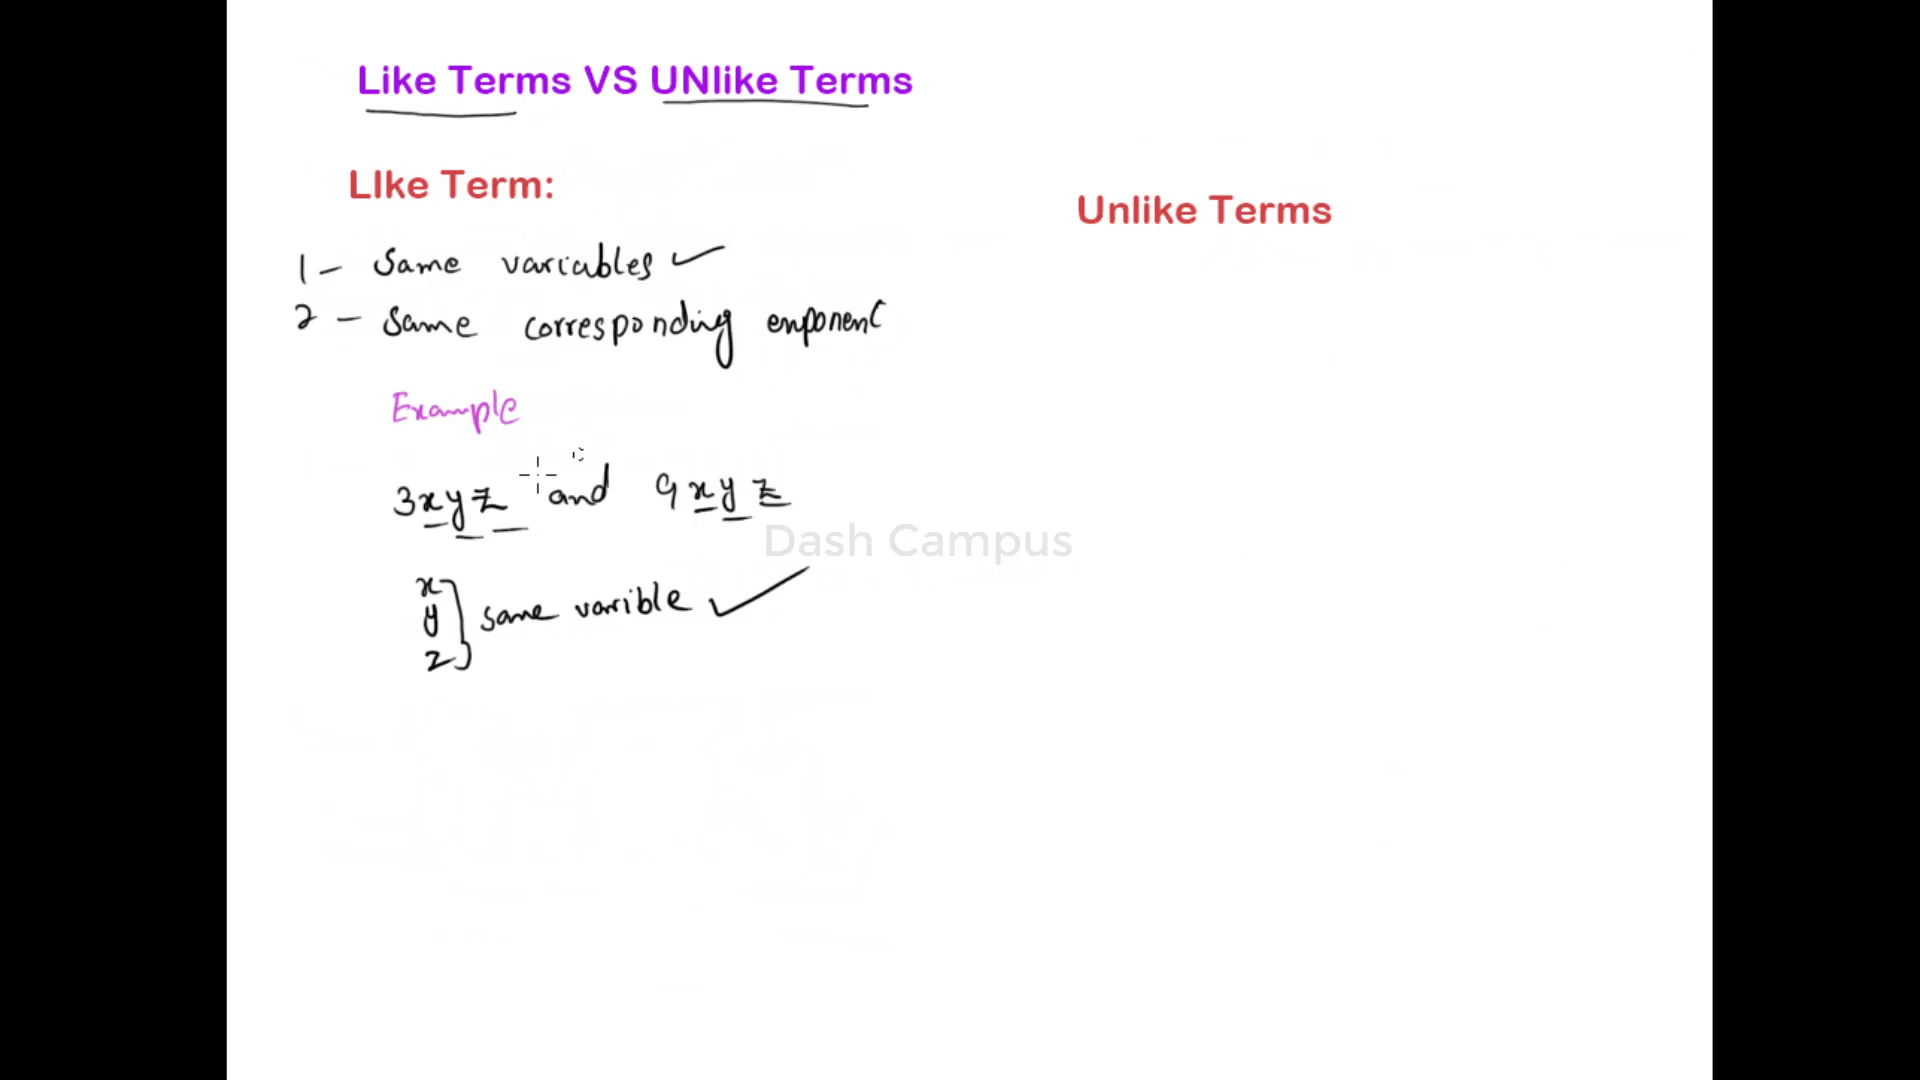 Like Terms VS UNlike Terms
LIke Term:
Unlike Terms
1- Same variables
2- Same corresponding enponent
Example
3xyz and 9xyz
Dash Campus
x
y
z
same varible